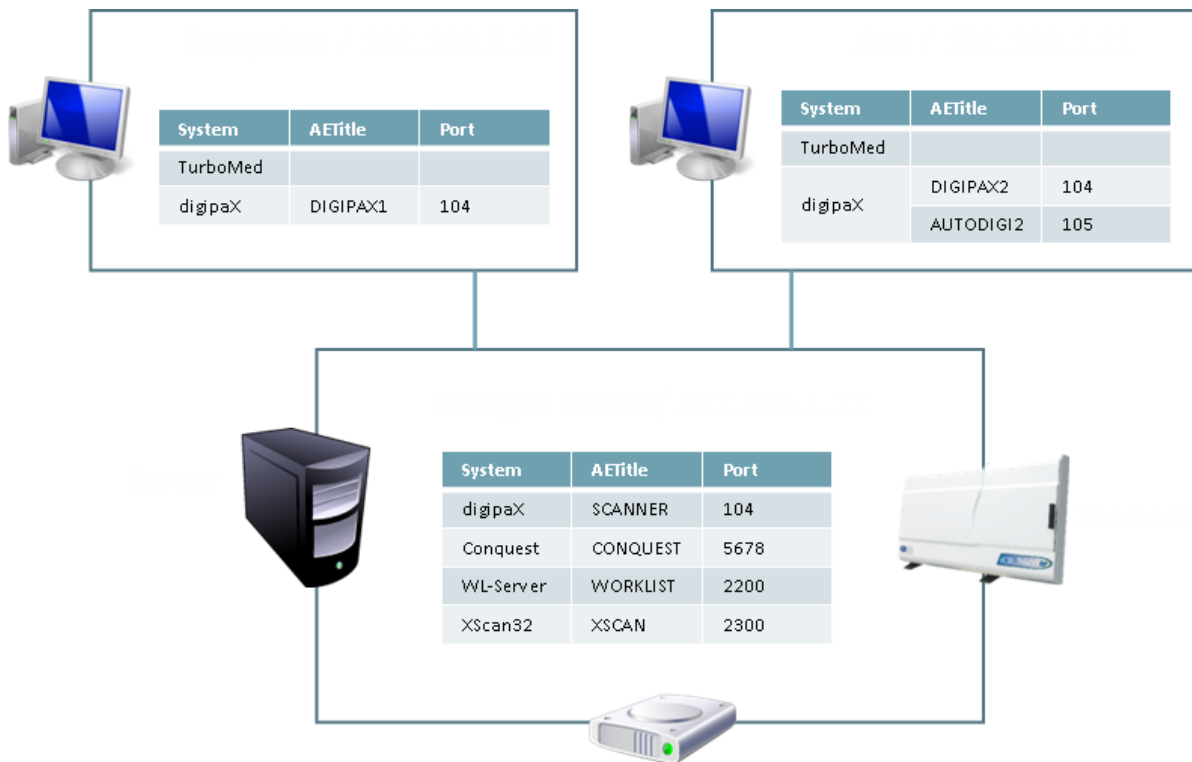 System AETitle Port
TurboMed
digipaX DIGIPAX1 104
System AETitle Port
TurboMed
digipaX DIGIPAX2 104
AUTODIGI2 105
System AETitle Port
digipaX SCANNER 104
Conquest CONQUEST 5678
WL-Server WORKLIST 2200
XScan32 XSCAN 2300